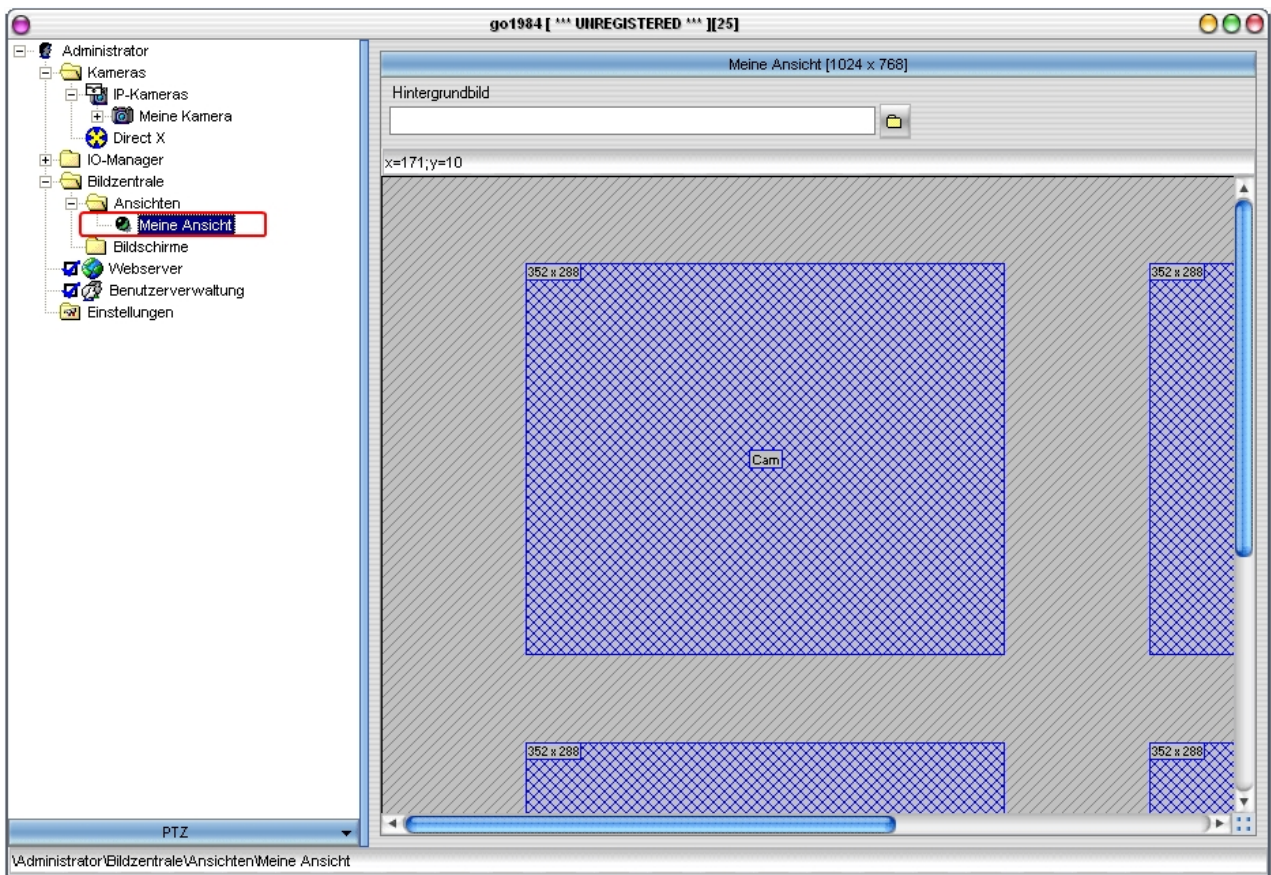 go1984 [ *** UNREGISTERED *** ][25]
Administrator
Kameras
IP-Kameras
Meine Kamera
Direct X
IO-Manager
Bildzentrale
Ansichten
Meine Ansicht
Bildschirme
Webserver
Benutzerverwaltung
Einstellungen
PTZ
Meine Ansicht [1024 x 768]
Hintergrundbild
x=171;y=10
352 x 288
352 x 288
Cam
352 x 288
352 x 288
\Administrator\Bildzentrale\Ansichten\Meine Ansicht